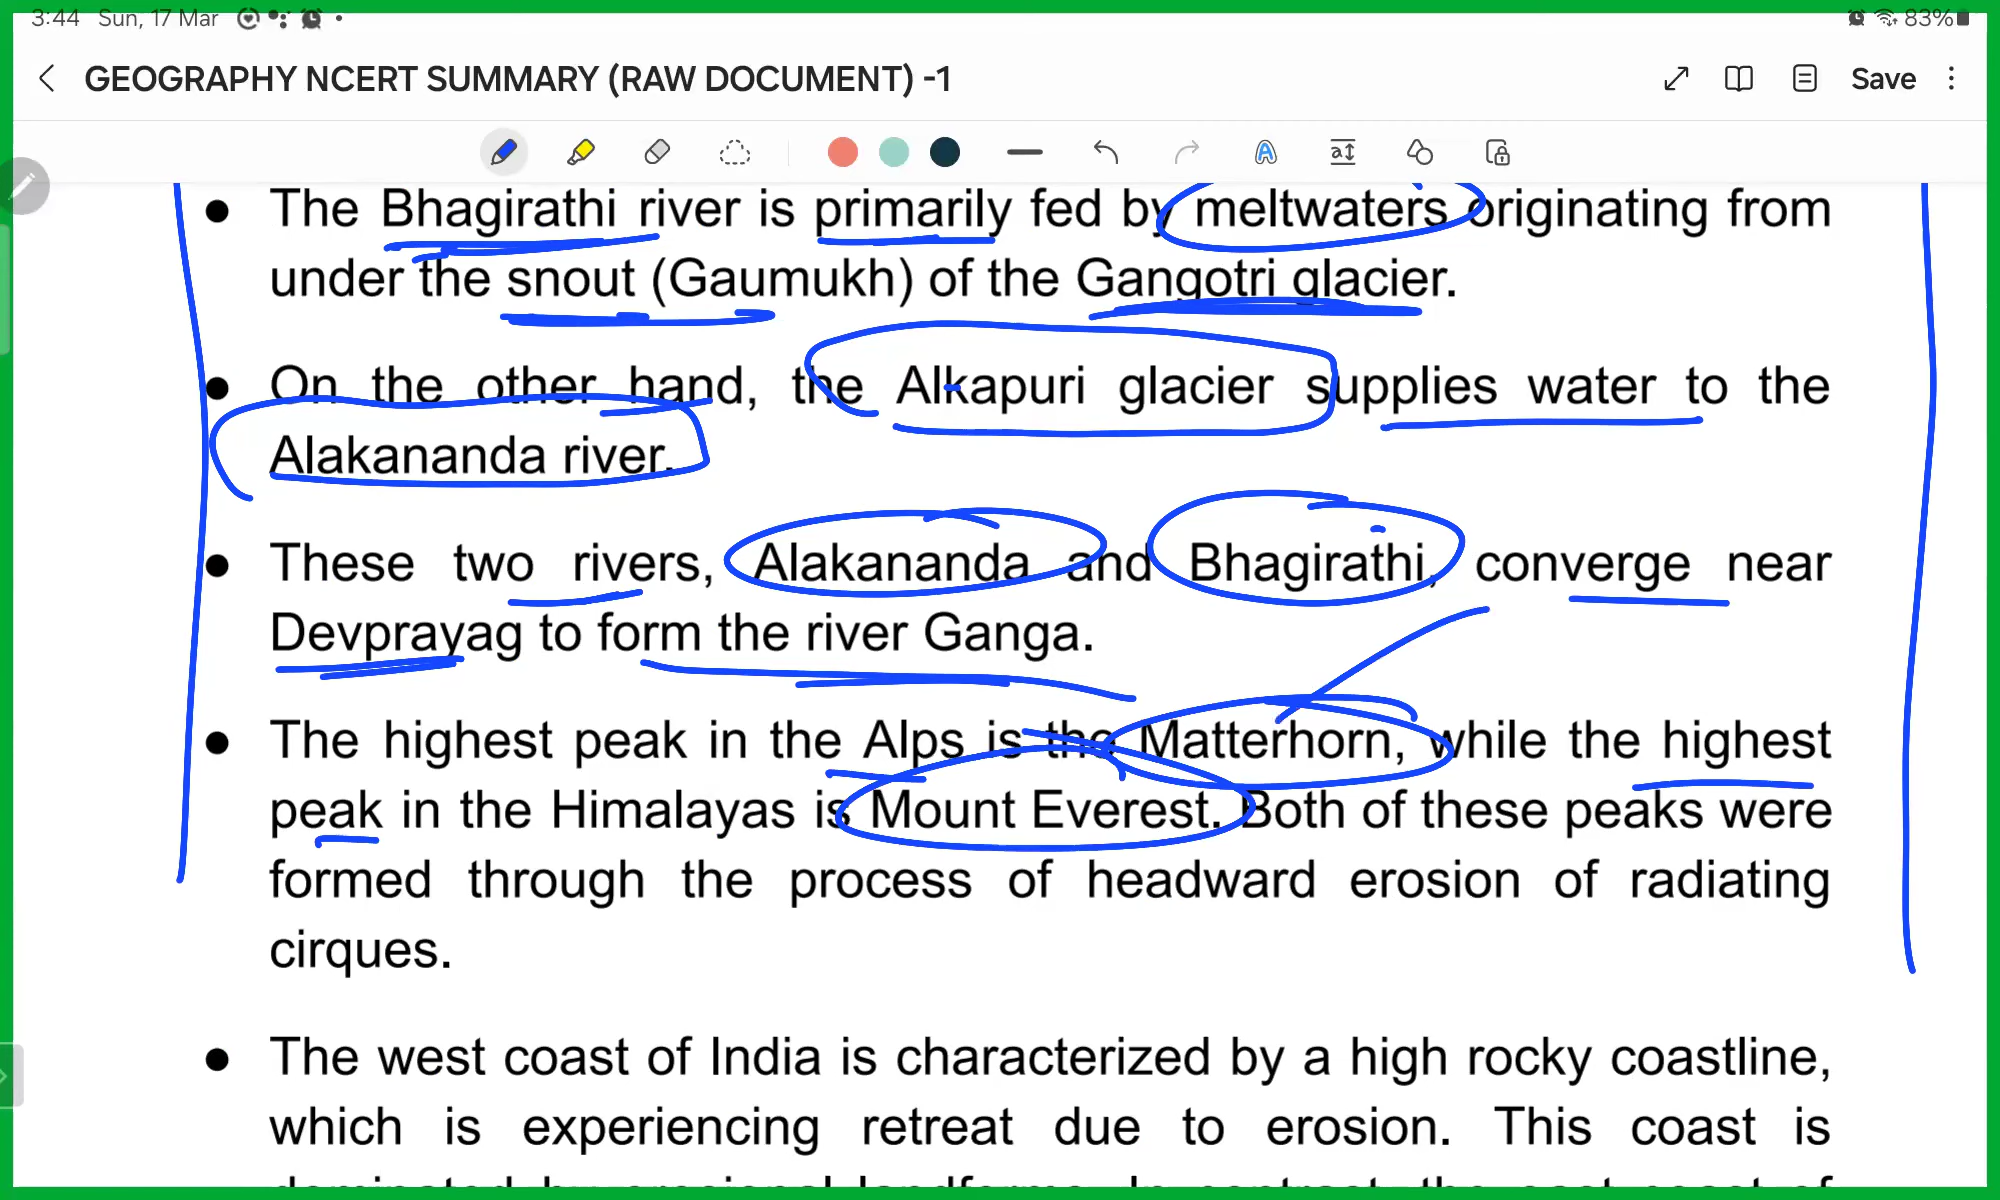 3:44 Sun, 17 Mar 83%
GEOGRAPHY NCERT SUMMARY (RAW DOCUMENT) -1 Save
The Bhagirathi river is primarily fed by meltwaters originating from
under the snout (Gaumukh) of the Gangotri glacier.
On the other hand, the Alkapuri glacier supplies water to the
Alakananda river.
These two rivers, Alakananda and Bhagirathi, converge near
Devprayag to form the river Ganga.
The highest peak in the Alps is the Matterhorn, while the highest
peak in the Himalayas is Mount Everest. Both of these peaks were
formed through the process of headward erosion of radiating
cirques.
The west coast of India is characterized by a high rocky coastline,
which is experiencing retreat due to erosion. This coast is